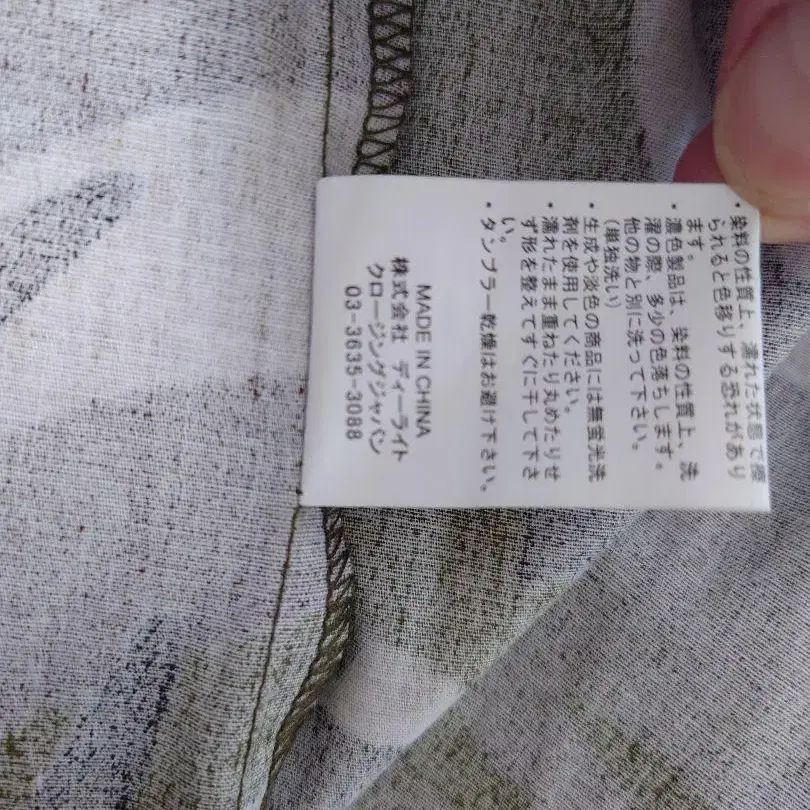 ・染料の性質上、濡れた状態で擦
られると色移りする恐れがあり
ます。
・濃色製品は、染料の性質上、洗
濯の際、多少の色落ちします。
他の物と別に洗って下さい。
(単独洗い)
・生成や淡色の商品には無蛍光洗
剤を使用してください。
・濡れたまま重ねたり丸めたりせ
ず形を整えてすぐに干して下さ
い。
・タンブラー乾燥はお避け下さい。
MADE IN CHINA
株式会社 ディーライト
クロージングジャパン
03-3635-3088